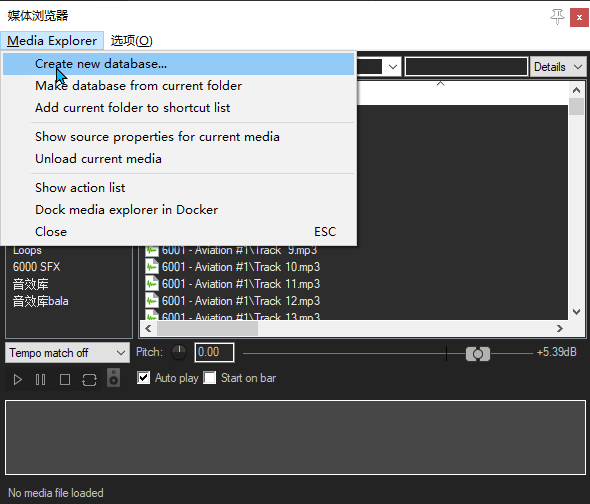 媒体浏览器
Media Explorer 选项(O)
Create new database...
Details
Make database from current folder
Add current folder to shortcut list
Show source properties for current media
Unload current media
Show action list
Dock media explorer in Docker
Close ESC
Loops
6001 - Aviation #1\Track 9.mp3
6000 SFX
6001 - Aviation #1\Track 10.mp3
音效库
6001 - Aviation #1\Track 11.mp3
音效库bala
6001 - Aviation #1\Track 12.mp3
6001 - Aviation #1\Track 13.mp3
Tempo match off Pitch: 0.00 +5.39dB
Auto play Start on bar
No media file loaded